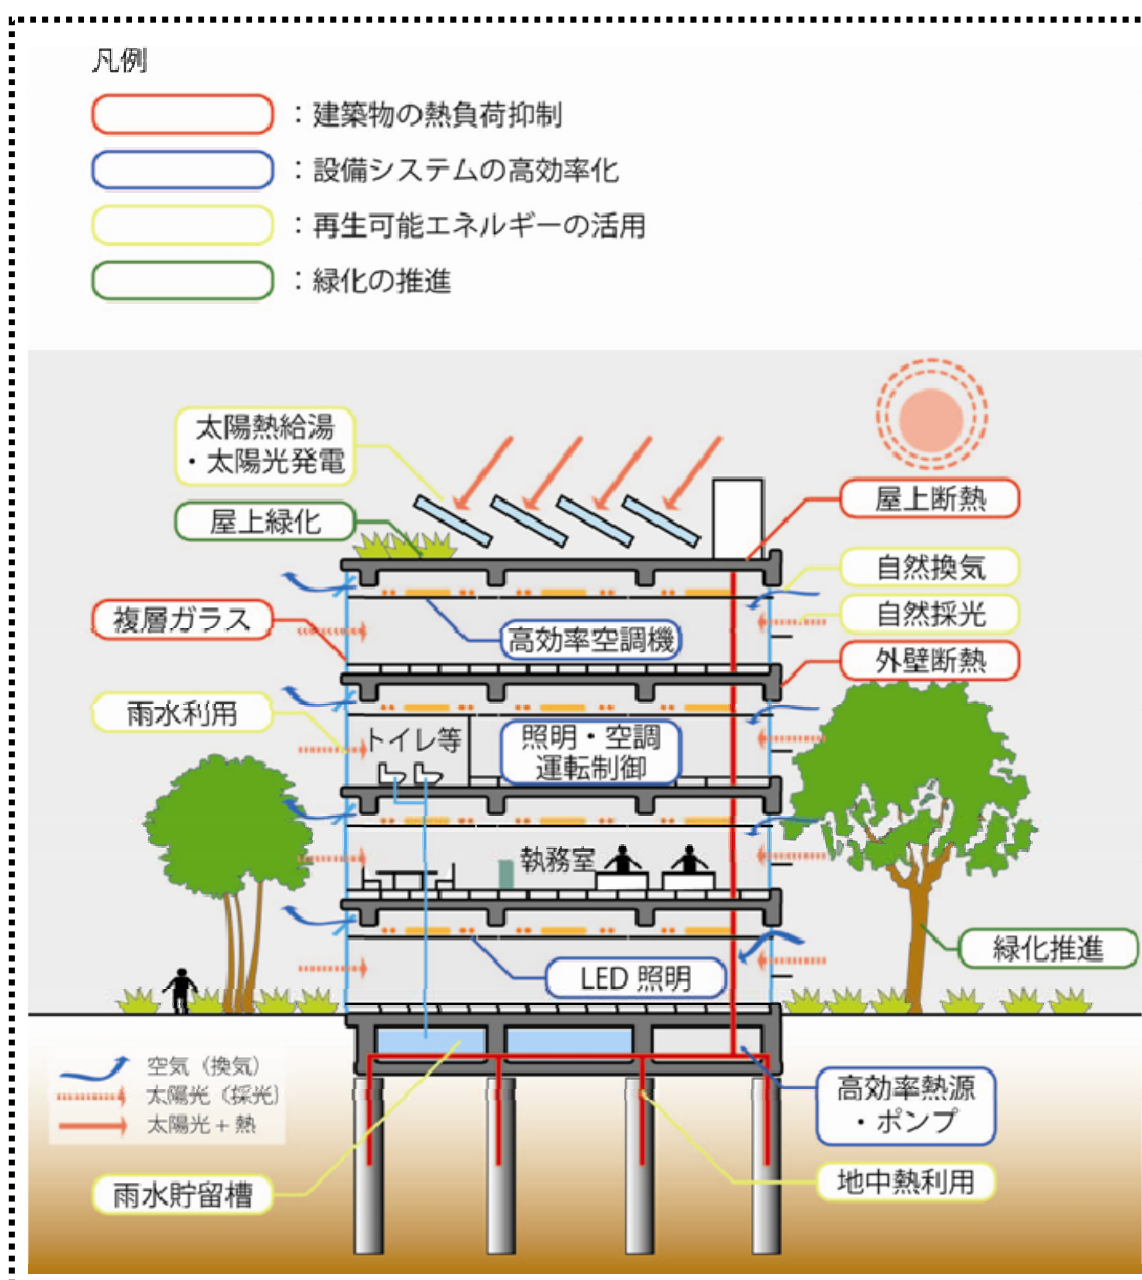 凡例
：建築物の熱負荷抑制
：設備システムの高効率化
：再生可能エネルギーの活用
：緑化の推進
太陽熱給湯
・太陽光発電
屋上緑化
屋上断熱
自然換気
複層ガラス
自然採光
高効率空調機
外壁断熱
雨水利用
トイレ等
照明・空調
運転制御
執務室
緑化推進
LED 照明
空気（換気）
太陽光（採光）
太陽光＋熱
高効率熱源
・ポンプ
雨水貯留槽
地中熱利用